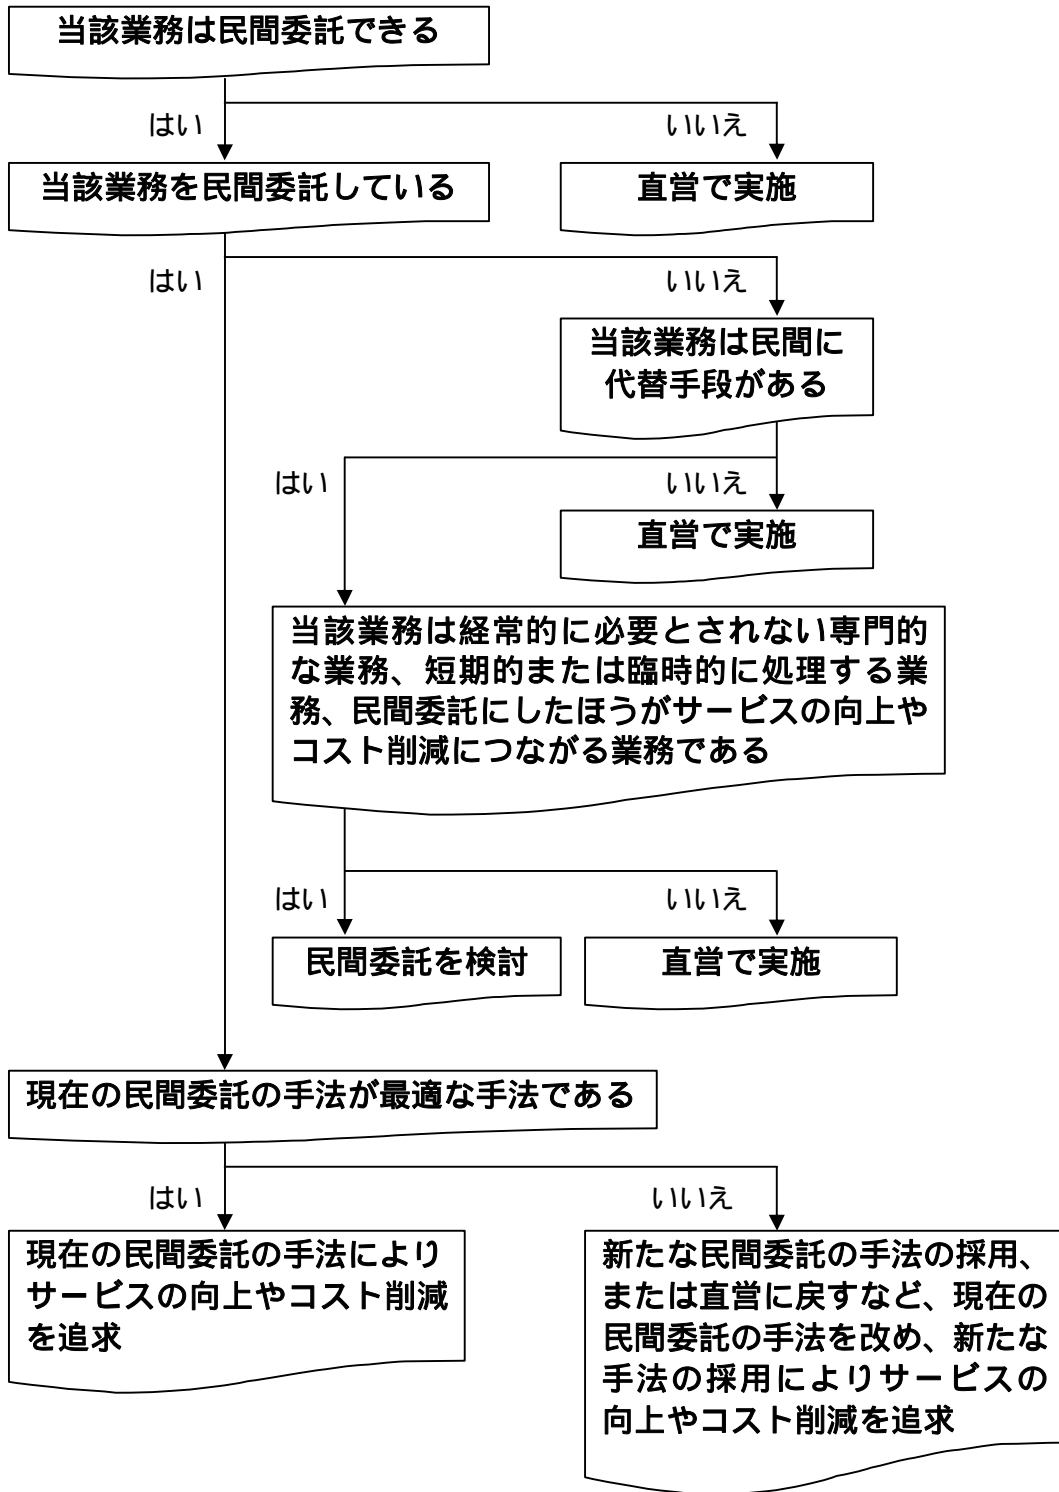 当該業務は民間委託できる
はい
いいえ
当該業務を民間委託している
直営で実施
はい
いいえ
当該業務は民間に
代替手段がある
はい
いいえ
直営で実施
当該業務は経常的に必要とされない専門的
な業務、短期的または臨時的に処理する業
務、民間委託にしたほうがサービスの向上や
コスト削減につながる業務である
はい
いいえ
民間委託を検討
直営で実施
現在の民間委託の手法が最適な手法である
はい
いいえ
現在の民間委託の手法により
サービスの向上やコスト削減
を追求
新たな民間委託の手法の採用、
または直営に戻すなど、現在の
民間委託の手法を改め、新たな
手法の採用によりサービスの
向上やコスト削減を追求